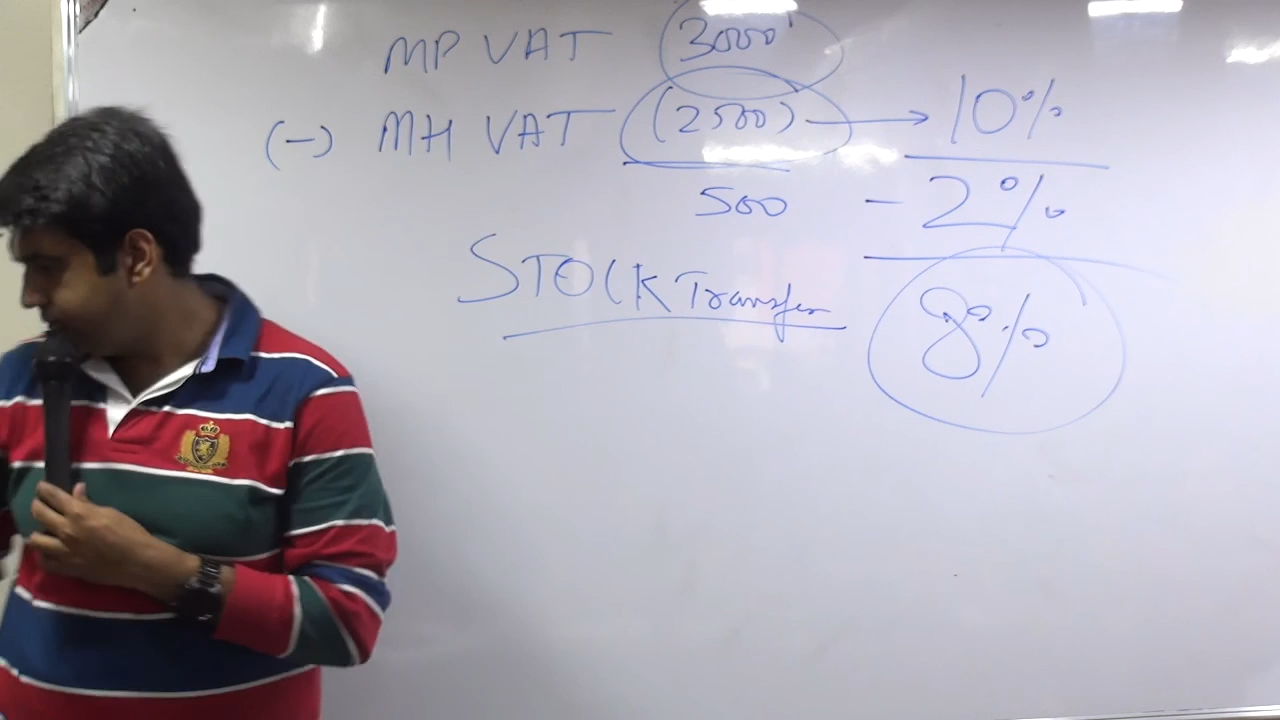 MP VAT 3000
(-) MH VAT (2500) → 10%
500 - 2%
STOCK Transfer 8%